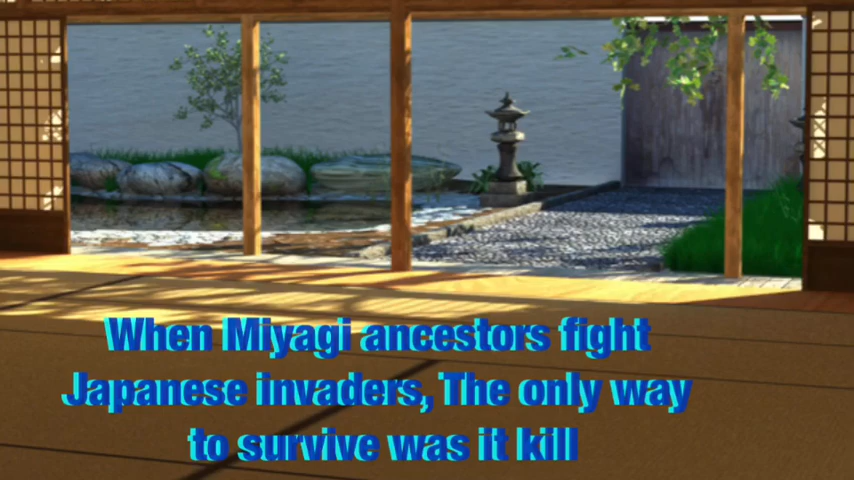 When Miyagi ancestors fight
Japanese invaders, The only way
to survive was it kill